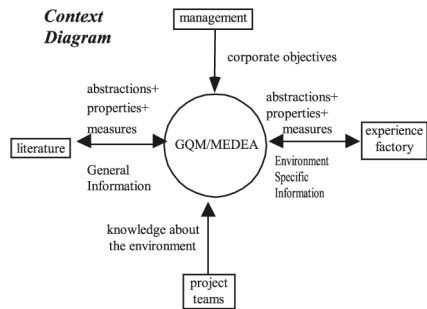 Context
Diagram
management
corporate objectives
abstractions+
properties+
measures
literature
General
Information
GQM/MEDEA
abstractions+
properties+
measures
experience
factory
Environment
Specific
Information
knowledge about
the environment
project
teams